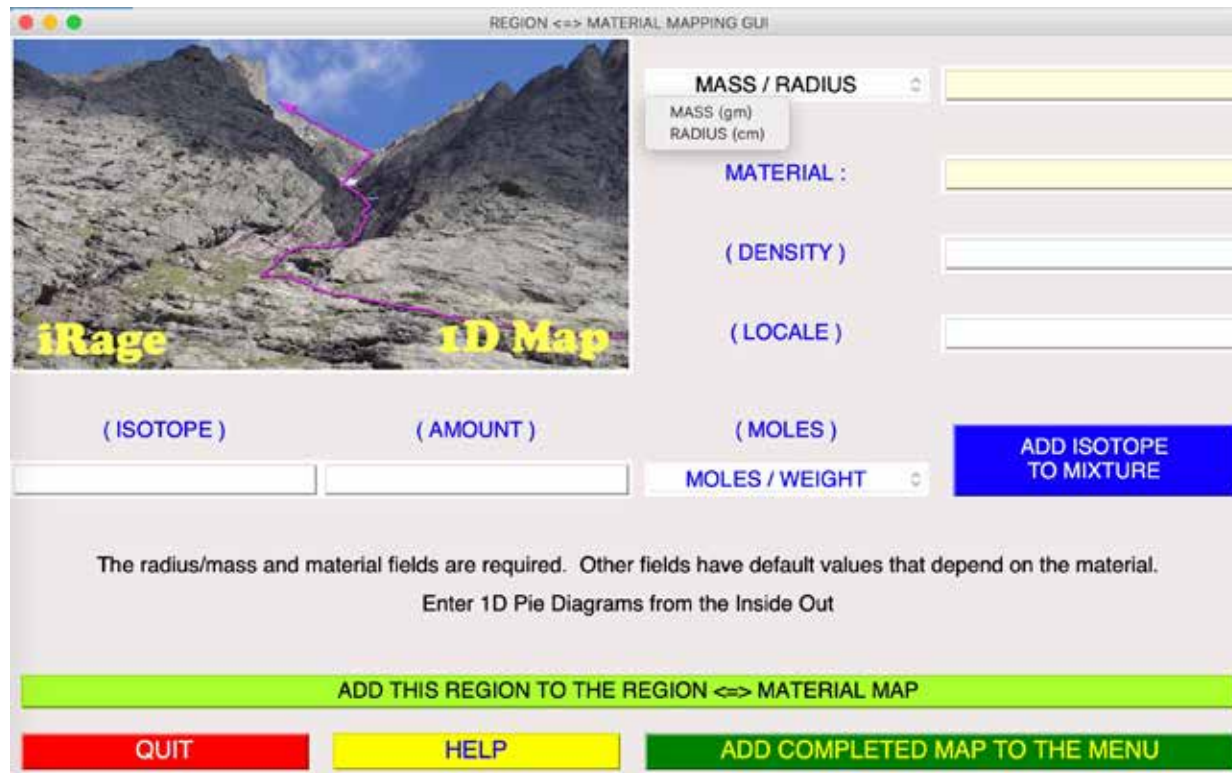 REGION <=> MATERIAL MAPPING GUI
MASS / RADIUS
MASS (gm)
RADIUS (cm)
MATERIAL :
( DENSITY )
( LOCALE )
iRage 1D Map
( ISOTOPE ) ( AMOUNT ) ( MOLES )
ADD ISOTOPE
TO MIXTURE
MOLES / WEIGHT
The radius/mass and material fields are required. Other fields have default values that depend on the material.
Enter 1D Pie Diagrams from the Inside Out
ADD THIS REGION TO THE REGION <=> MATERIAL MAP
QUIT HELP ADD COMPLETED MAP TO THE MENU